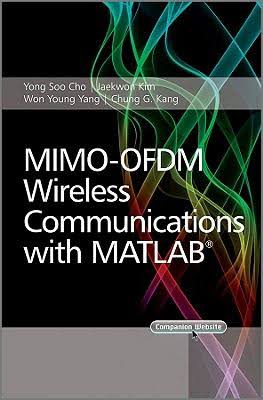 Yong Soo Cho | Jaekwon Kim
Won Young Yang | Chung G. Kang
MIMO-OFDM
Wireless
Communications
with MATLAB®
Companion Website